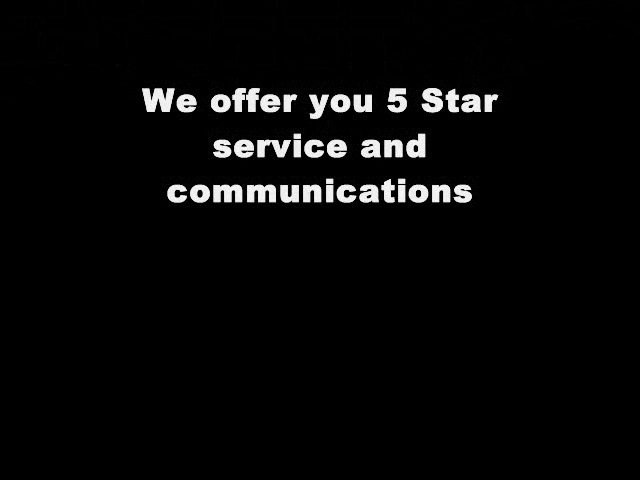 We offer you 5 Star
service and
communications